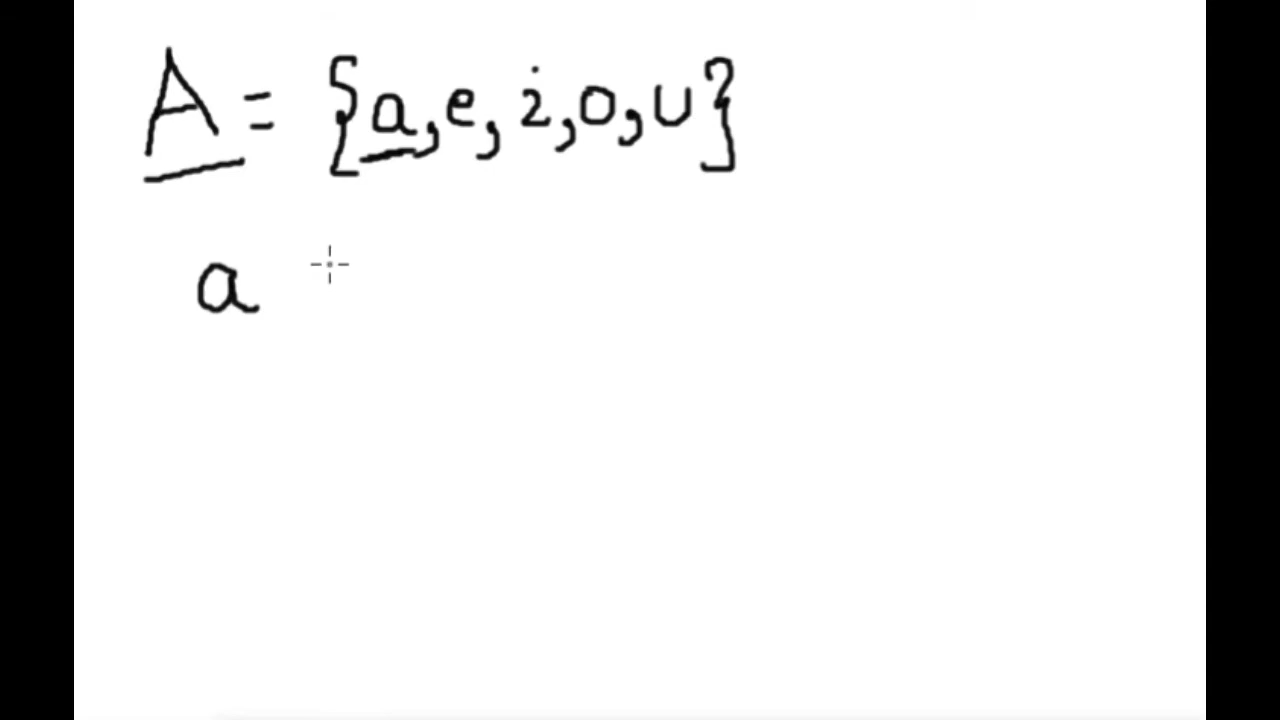 A = {a, e, i, o, u}
a